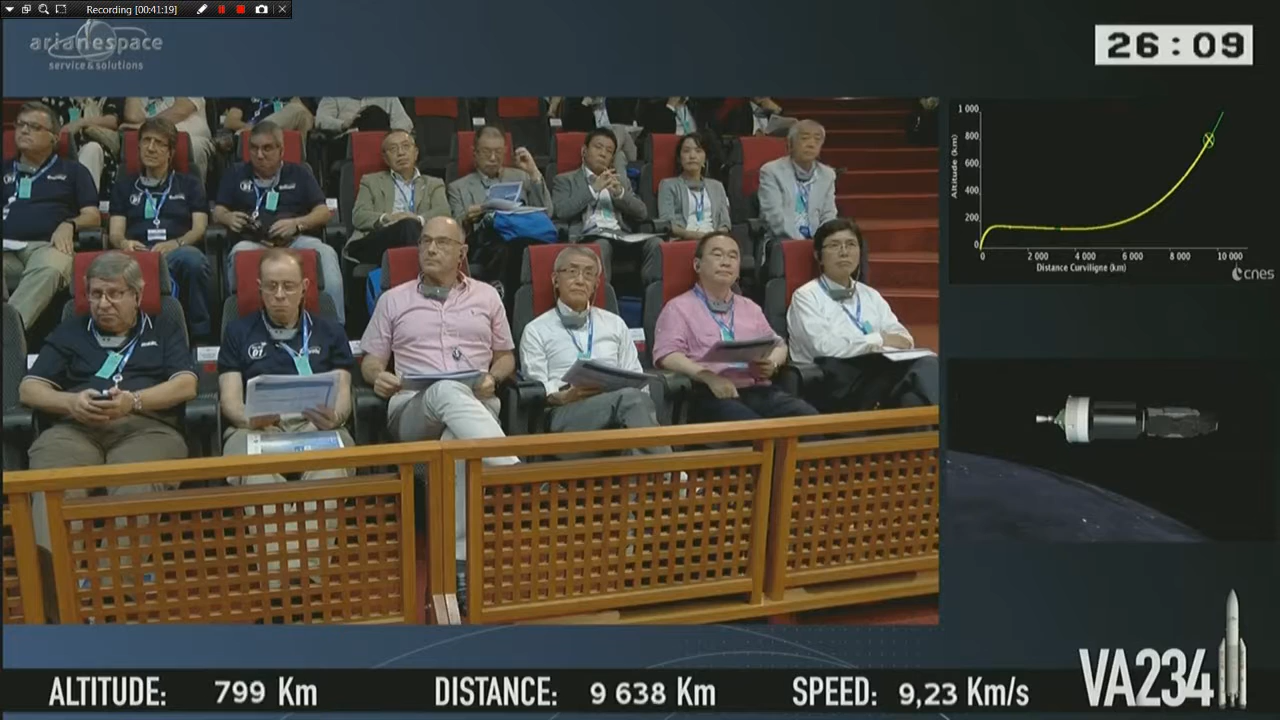 Recording [00:41:19]
arianespace
service & solutions
26:09
1 000
800
600
400
200
0
Altitude (km)
0 2 000 4 000 6 000 8 000 10 000
Distance Curviligne (km)
cnes
07
VA234
ALTITUDE: 799 Km DISTANCE: 9 638 Km SPEED: 9,23 Km/s